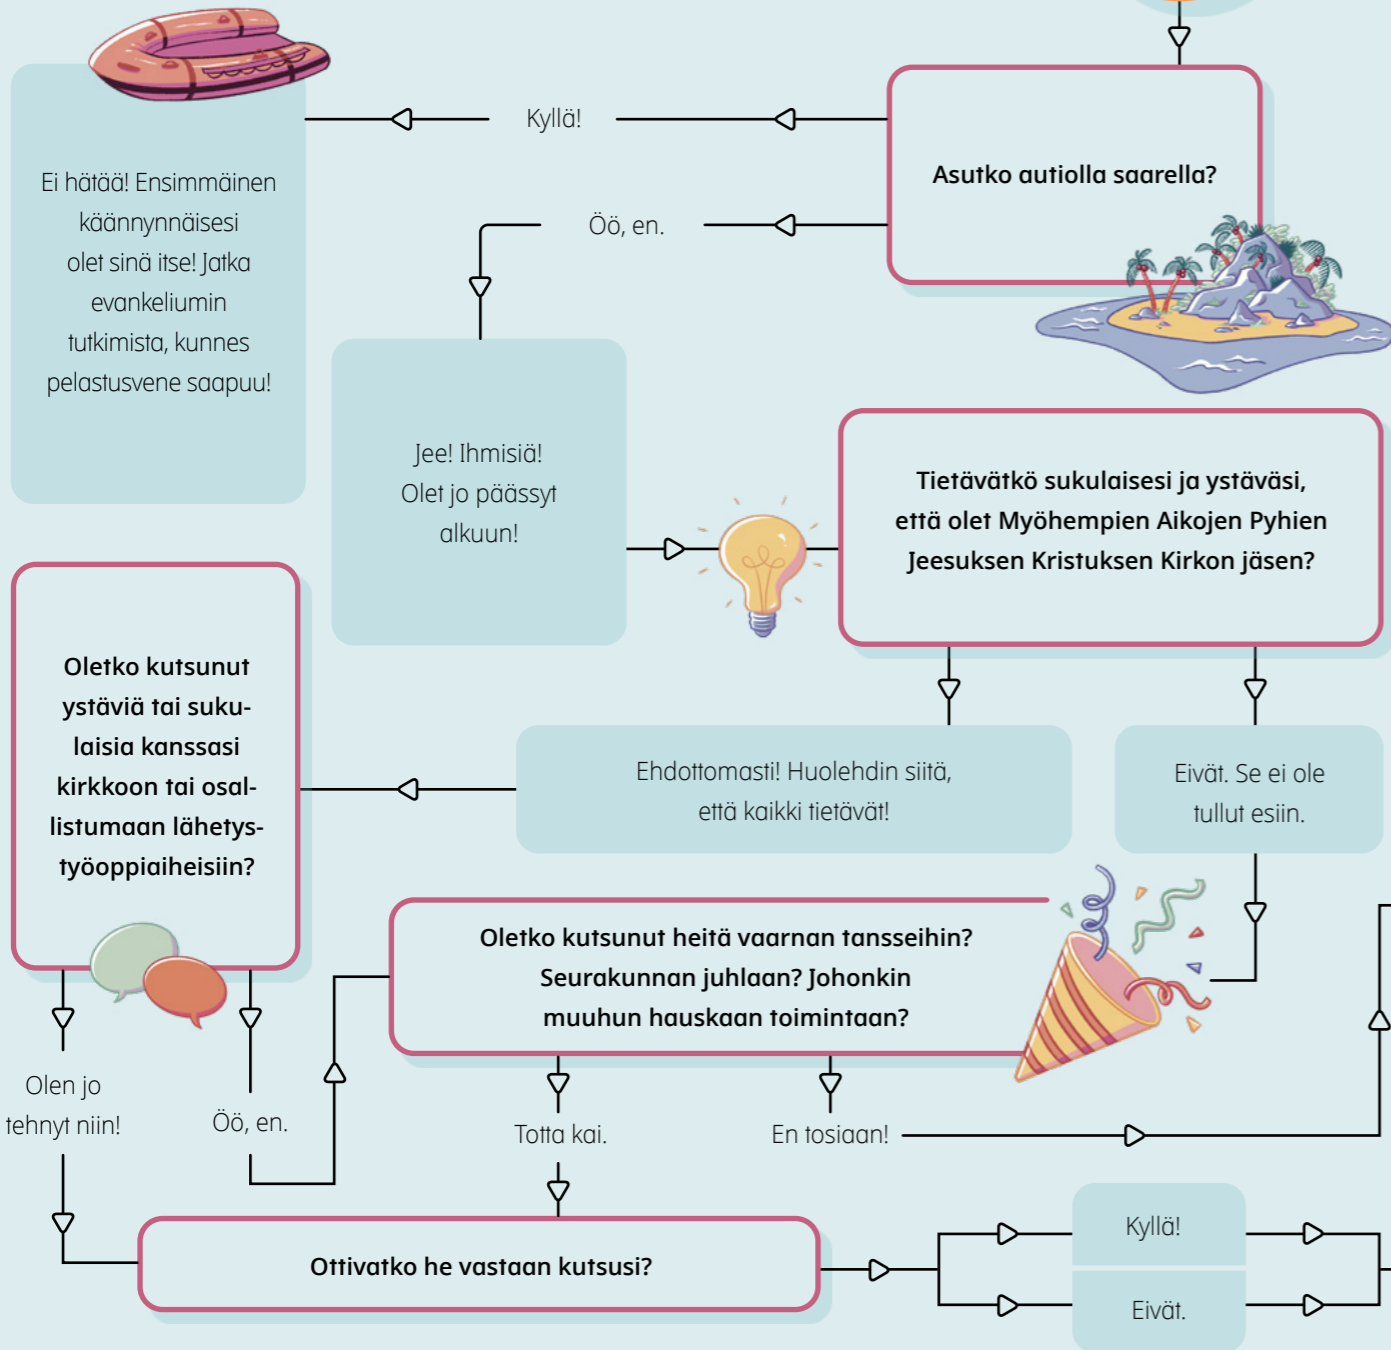 Asutko autiolla saarella?
Kyllä!
Ei hätää! Ensimmäinen
käännynnäisesi
olet sinä itse! Jatka
evankeliumin
tutkimista, kunnes
pelastusvene saapuu!
Öö, en.
Jee! Ihmisiä!
Olet jo päässyt
alkuun!
Tietävätkö sukulaisesi ja ystäväsi,
että olet Myöhempien Aikojen Pyhien
Jeesuksen Kristuksen Kirkon jäsen?
Ehdottomasti! Huolehdin siitä,
että kaikki tietävät!
Eivät. Se ei ole
tullut esiin.
Oletko kutsunut
ystäviä tai suku-
laisia kanssasi
kirkkoon tai osal-
listumaan lähetys-
työoppiaiheisiin?
Olen jo
tehnyt niin!
Öö, en.
Oletko kutsunut heitä vaarnan tansseihin?
Seurakunnan juhlaan? Johonkin
muuhun hauskaan toimintaan?
Totta kai.
En tosiaan!
Ottivatko he vastaan kutsusi?
Kyllä!
Eivät.